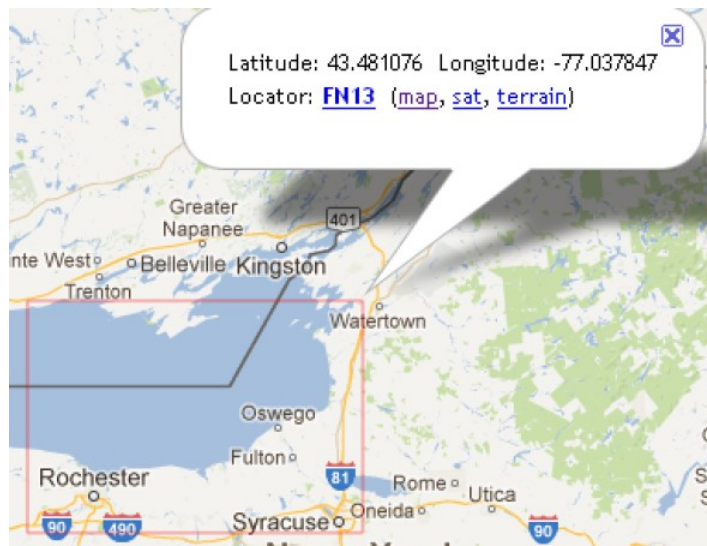 Latitude: 43.481076 Longitude: -77.037847
Locator: FN13 (map, sat, terrain)
Greater
Napanee
401
nte West
Belleville
Kingston
Trenton
Watertown
Oswego
Fulton
Rochester
81
Rome
Utica
Oneida
90
490
Syracuse
90